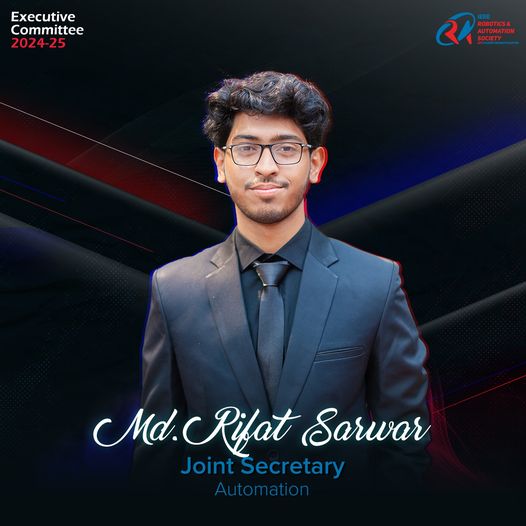 Executive
Committee
2024-25
IEEE
ROBOTICS &
AUTOMATION
SOCIETY
Md. Rifat Sarwar
Joint Secretary
Automation